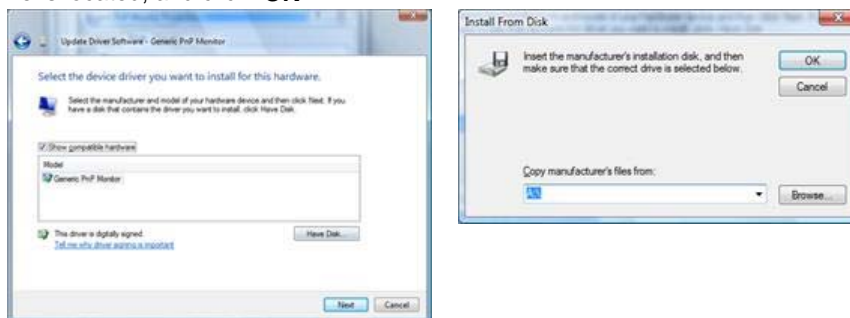 Update Driver Software - Generic PnP Monitor
Select the device driver you want to install for this hardware.
Select the manufacturer and model of your hardware device and then click Next. If you
have a disk that contains the driver you want to install, click Have Disk.
Show compatible hardware
Model
Generic PnP Monitor
This driver is digitally signed.
Tell me why driver signing is important
Have Disk...
Next
Cancel
Install From Disk
Insert the manufacturer's installation disk, and then
make sure that the correct drive is selected below.
OK
Cancel
Copy manufacturer's files from:
A:\
Browse...